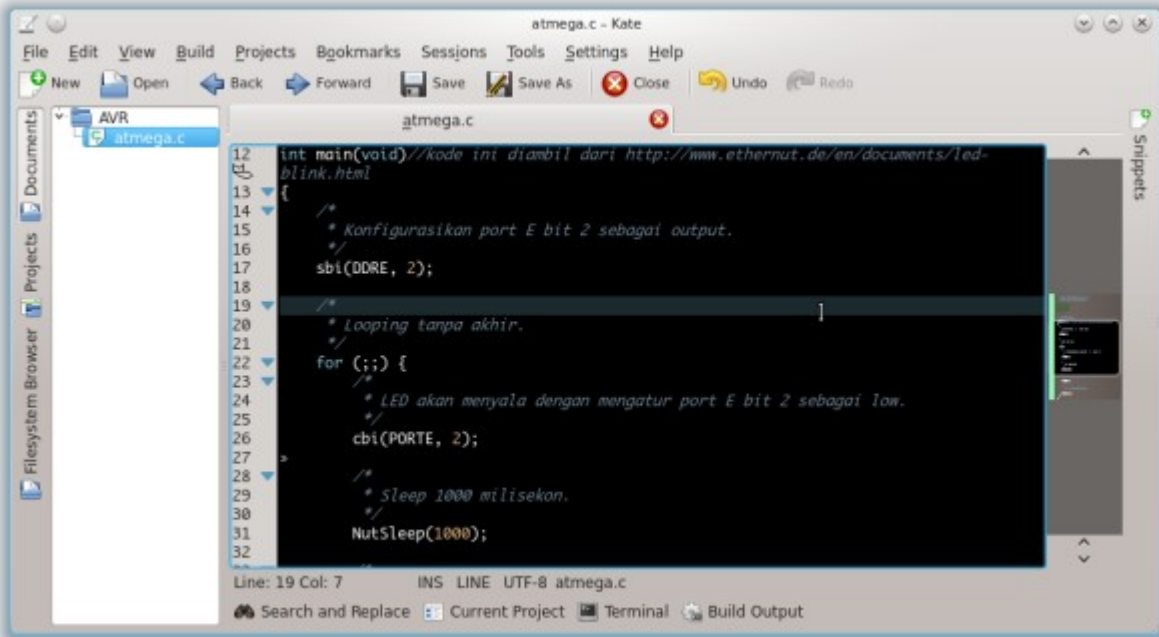 atmega.c – Kate
File Edit View Build Projects Bookmarks Sessions Tools Settings Help
New Open Back Forward Save Save As Close Undo Redo
Documents
Projects
Filesystem Browser
AVR
atmega.c
atmega.c
Snippets
12 int main(void)//kode ini diambil dari http://www.ethernut.de/en/documents/led-
blink.html
13 {
14 /*
15 * Konfigurasikan port E bit 2 sebagai output.
16 */
17 sbi(DDRE, 2);
18
19 /*
20 * Looping tanpa akhir.
21 */
22 for (;;) {
23 /*
24 * LED akan menyala dengan mengatur port E bit 2 sebagai low.
25 */
26 cbi(PORTE, 2);
27 »
28 /*
29 * Sleep 1000 milisekon.
30 */
31 NutSleep(1000);
32
Line: 19 Col: 7 INS LINE UTF-8 atmega.c
Search and Replace Current Project Terminal Build Output